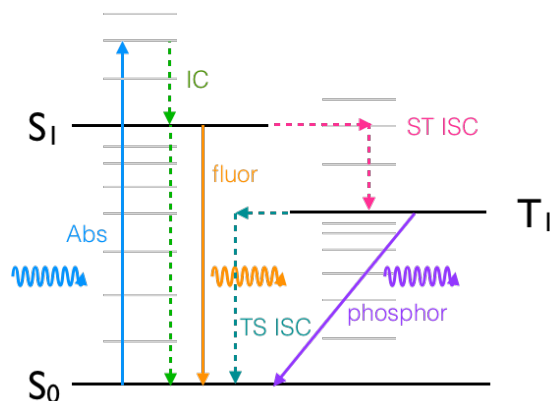 IC
S₁
ST ISC
fluor
T₁
Abs
TS ISC
phosphor
S₀